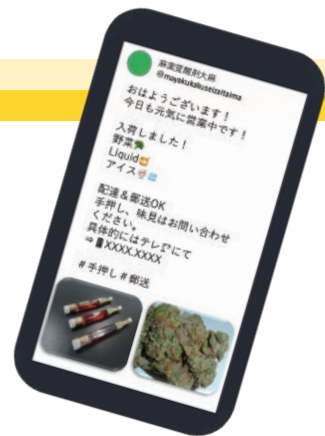 麻薬覚醒剤大麻
@mayakukakuseizaitaima
おはようございます！
今日も元気に営業中です！
入荷しました！
野菜🥦
Liquid🍯
アイス🍨🧊
配達＆郵送OK
手押し、味見はお問い合わせ
ください。
具体的にはテレ🚩にて
⇒📱XXXX.XXXX
＃手押し＃郵送